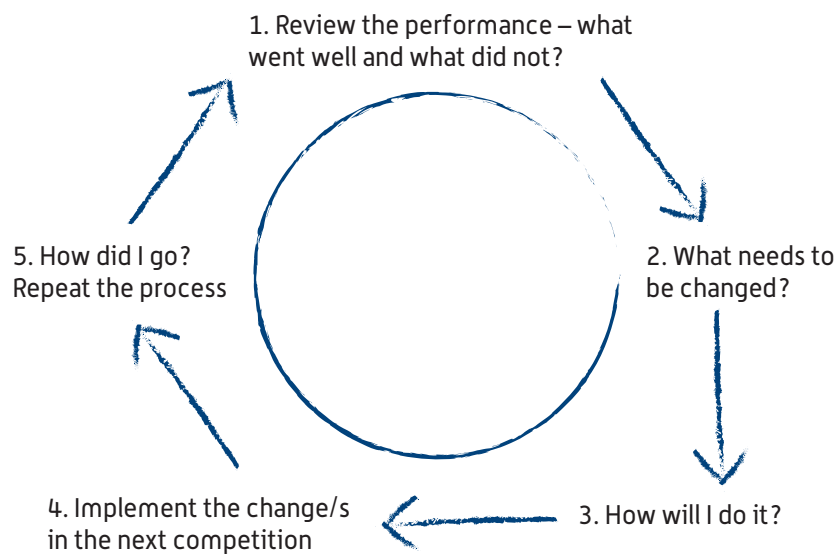 1. Review the performance – what
went well and what did not?
2. What needs to
be changed?
3. How will I do it?
4. Implement the change/s
in the next competition
5. How did I go?
Repeat the process